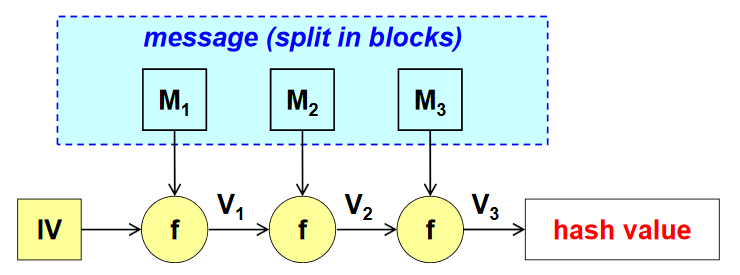 message (split in blocks)
M₁ M₂ M₃
V₁ V₂ V₃
IV f f f hash value